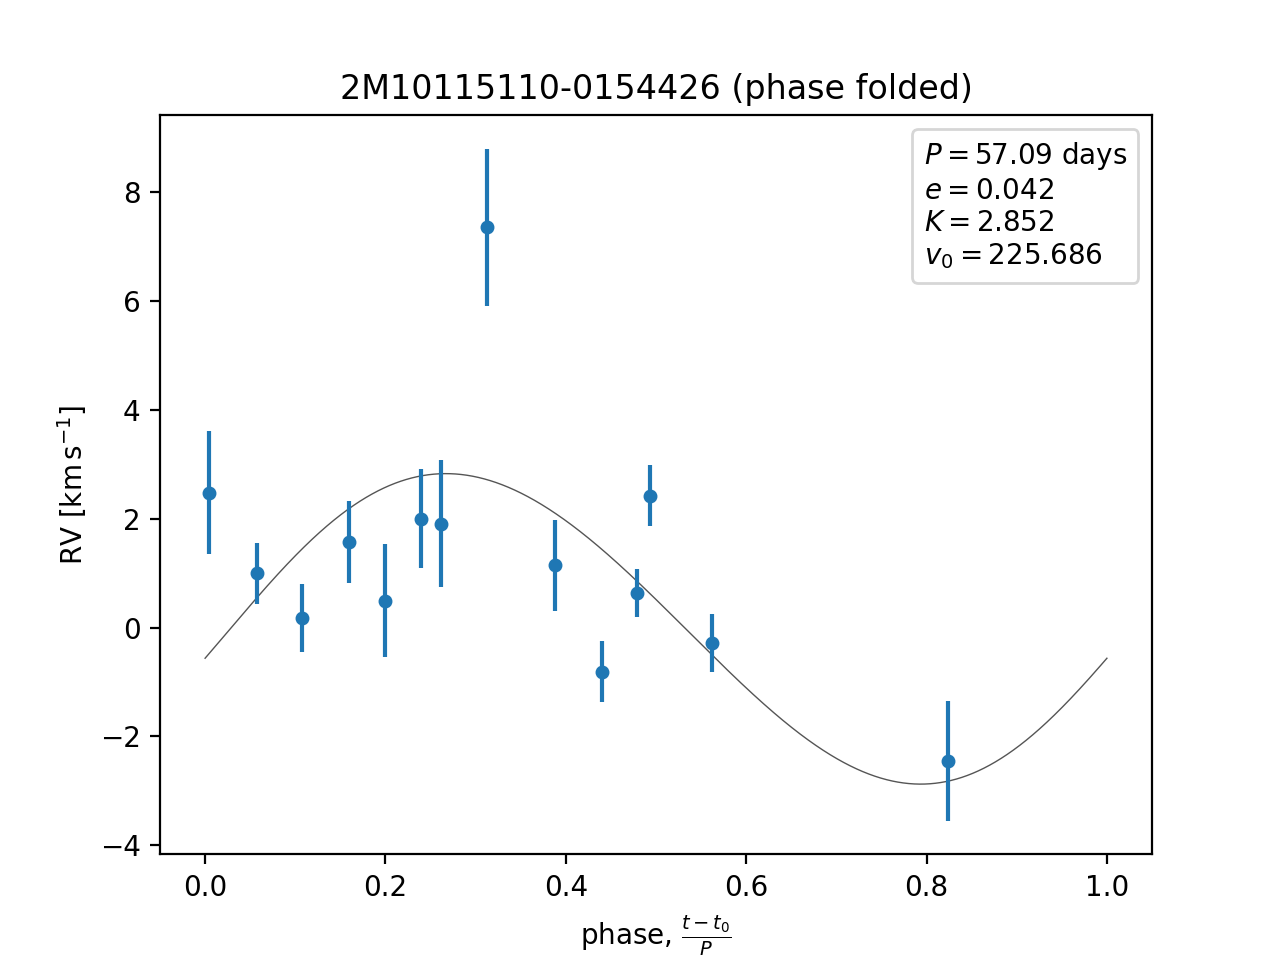 2M10115110-0154426 (phase folded)
P = 57.09 days
e = 0.042
K = 2.852
v₀ = 225.686
RV [km s⁻¹]
8
6
4
2
0
−2
−4
0.0 0.2 0.4 0.6 0.8 1.0
phase, (t − t₀)/P